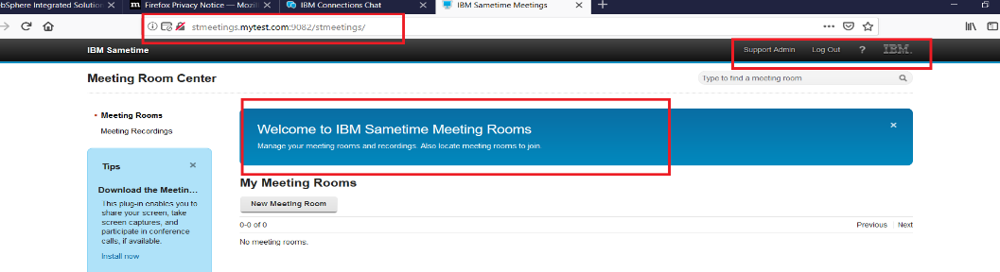 bSphere Integrated Solution
Firefox Privacy Notice — Mozil
IBM Connections Chat
IBM Sametime Meetings
stmeetings.mytest.com:9082/stmeetings/
IBM Sametime
Support Admin
Log Out
?
IBM
Meeting Room Center
Type to find a meeting room
Meeting Rooms
Meeting Recordings
Welcome to IBM Sametime Meeting Rooms
Manage your meeting rooms and recordings. Also locate meeting rooms to join.
Tips
Download the Meetin...
This plug-in enables you to
share your screen, take
screen captures, and
participate in conference
calls, if available.
Install now
My Meeting Rooms
New Meeting Room
0-0 of 0
Previous
Next
No meeting rooms.